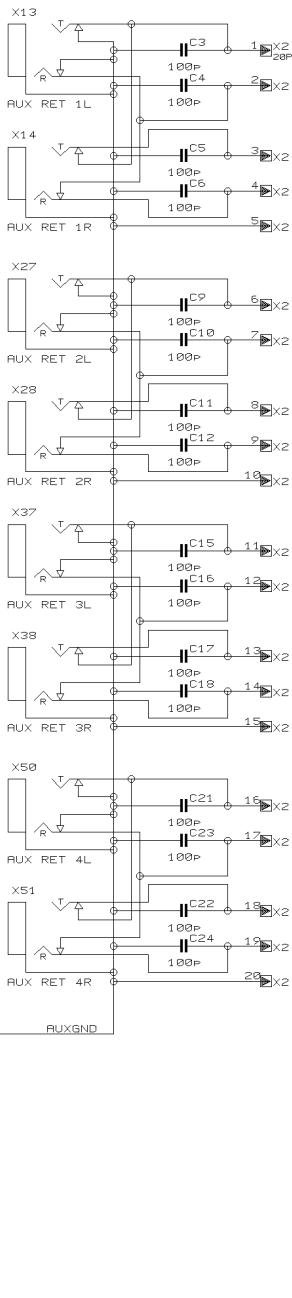 X13
T
C3
1
X2
20P
100P
R
C4
2
X2
100P
AUX RET 1L
X14
T
C5
3
X2
100P
R
C6
4
X2
100P
AUX RET 1R
5
X2
X27
T
C9
6
X2
100P
R
C10
7
X2
100P
AUX RET 2L
X28
T
C11
8
X2
100P
R
C12
9
X2
100P
AUX RET 2R
10
X2
X37
T
C15
11
X2
100P
R
C16
12
X2
100P
AUX RET 3L
X38
T
C17
13
X2
100P
R
C18
14
X2
100P
AUX RET 3R
15
X2
X50
T
C21
16
X2
100P
R
C23
17
X2
100P
AUX RET 4L
X51
T
C22
18
X2
100P
R
C24
19
X2
100P
AUX RET 4R
20
X2
AUXGND